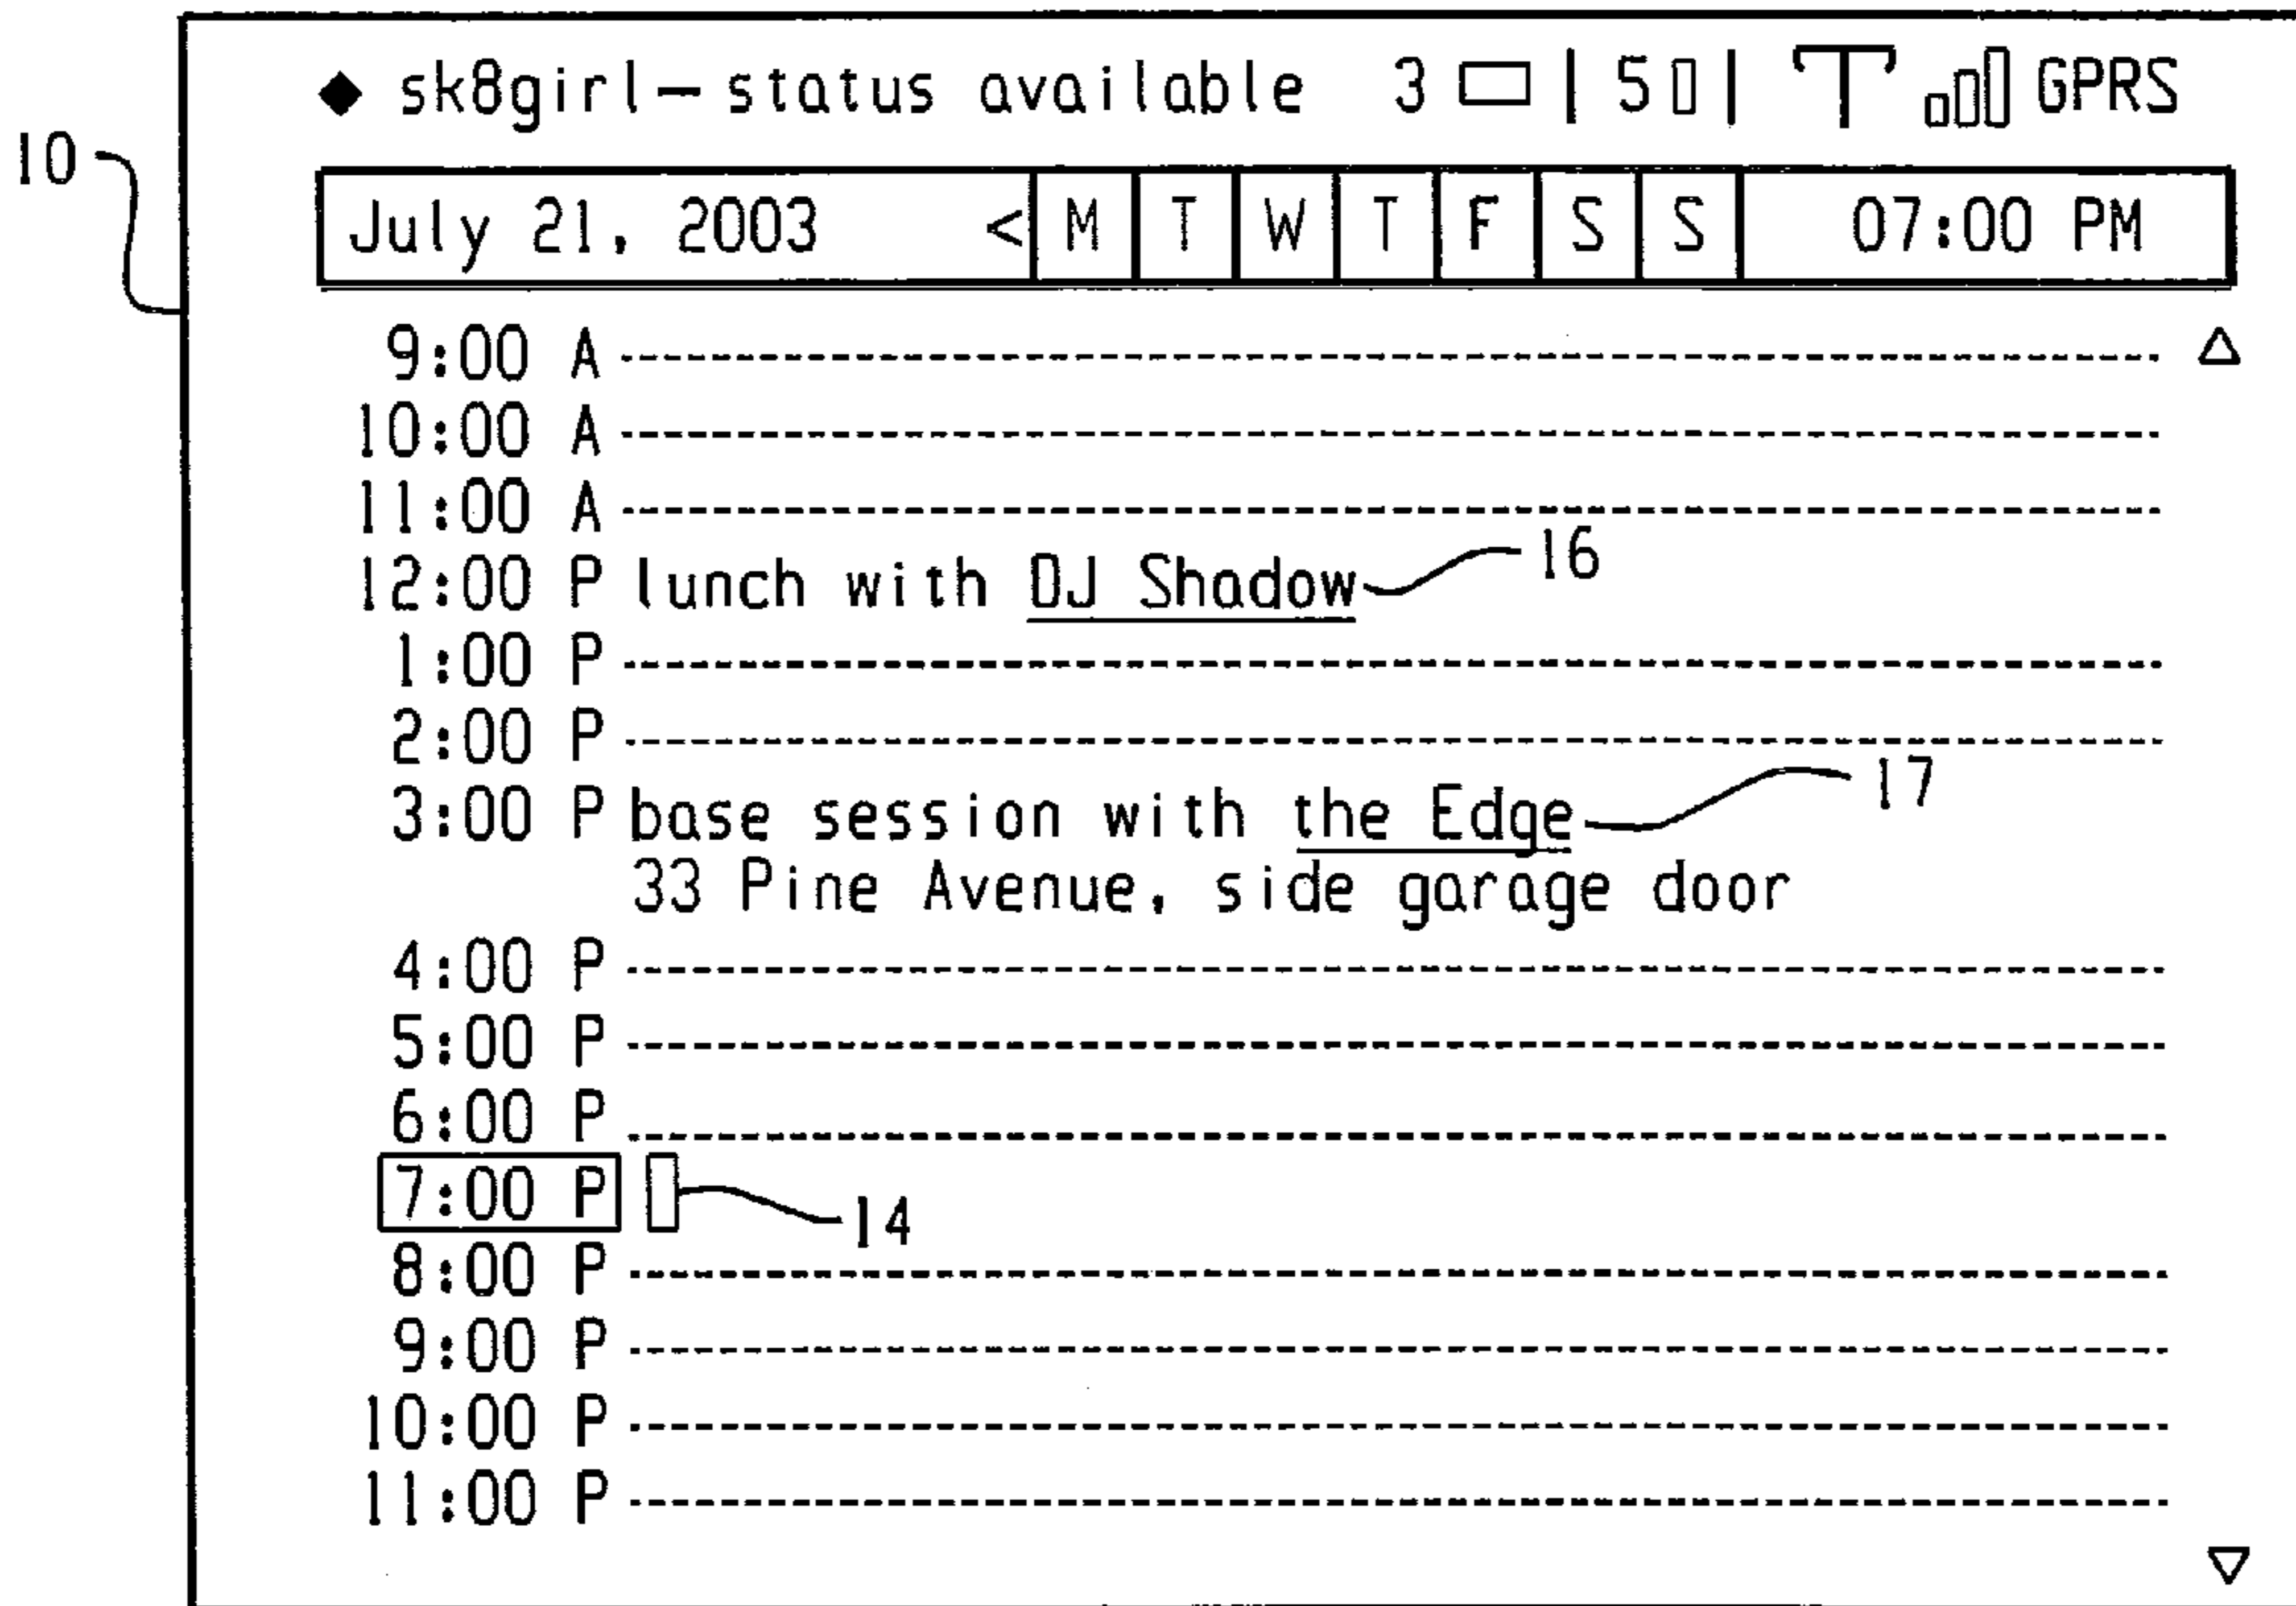 ◆ sk8girl – status available 3 | 5 | T GPRS
10
July 21, 2003 < M T W T F S S 07:00 PM
9:00 A
10:00 A
11:00 A
12:00 P lunch with DJ Shadow 16
1:00 P
2:00 P
3:00 P base session with the Edge 17
33 Pine Avenue, side garage door
4:00 P
5:00 P
6:00 P
7:00 P 14
8:00 P
9:00 P
10:00 P
11:00 P